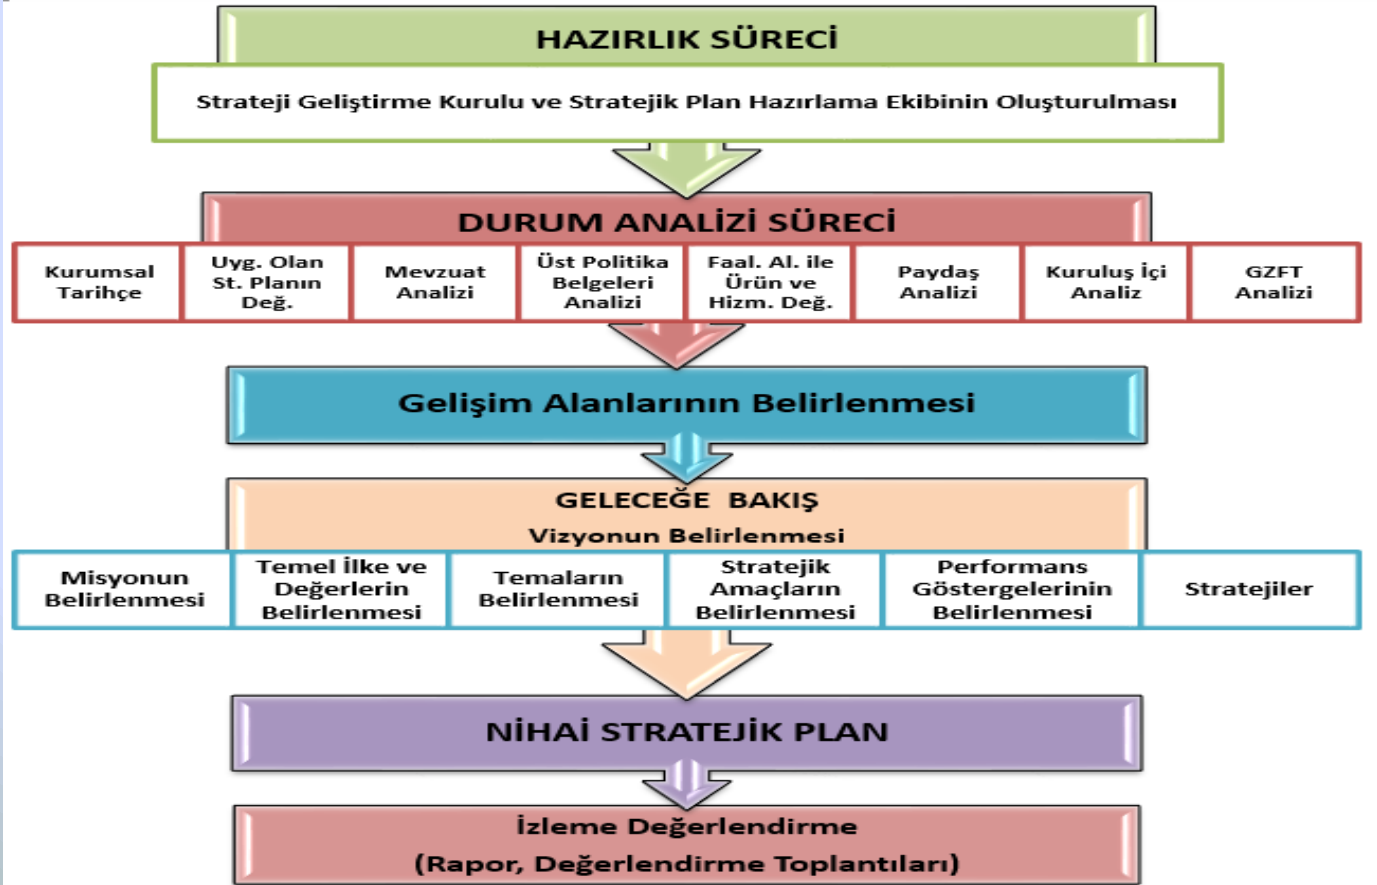 HAZIRLIK SÜRECİ
Strateji Geliştirme Kurulu ve Stratejik Plan Hazırlama Ekibinin Oluşturulması
DURUM ANALİZİ SÜRECİ
Kurumsal
Tarihçe
Uyg. Olan
St. Planın
Değ.
Mevzuat
Analizi
Üst Politika
Belgeleri
Analizi
Faal. Al. ile
Ürün ve
Hizm. Değ.
Paydaş
Analizi
Kuruluş İçi
Analiz
GZFT
Analizi
Gelişim Alanlarının Belirlenmesi
GELECEĞE BAKIŞ
Vizyonun Belirlenmesi
Misyonun
Belirlenmesi
Temel İlke ve
Değerlerin
Belirlenmesi
Temaların
Belirlenmesi
Stratejik
Amaçların
Belirlenmesi
Performans
Göstergelerinin
Belirlenmesi
Stratejiler
NİHAİ STRATEJİK PLAN
İzleme Değerlendirme
(Rapor, Değerlendirme Toplantıları)